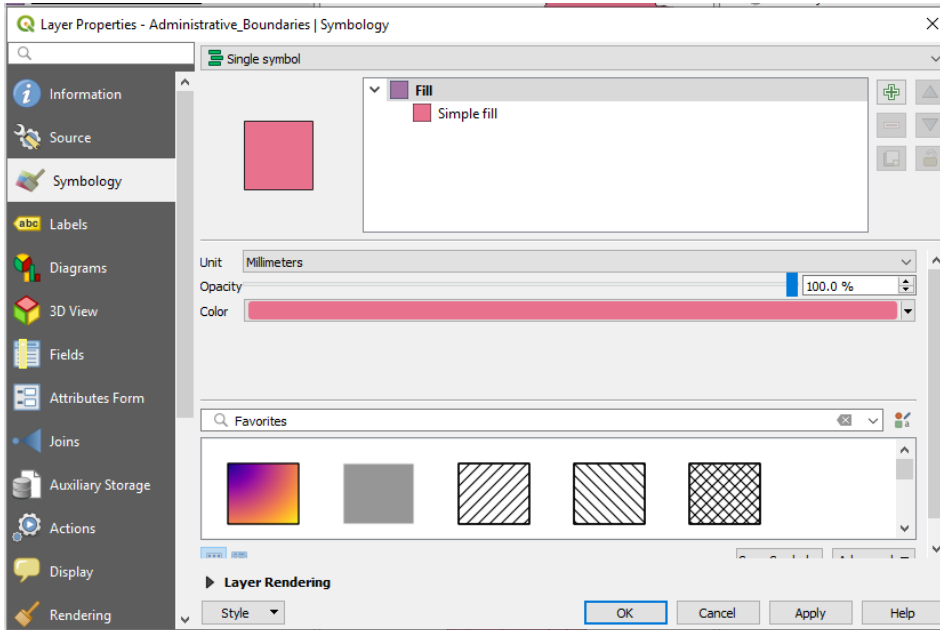 Layer Properties - Administrative_Boundaries | Symbology
Single symbol
Information
Source
Symbology
abc Labels
Diagrams
3D View
Fields
Attributes Form
Joins
Auxiliary Storage
Actions
Display
Rendering
Fill
Simple fill
Unit Millimeters
Opacity 100.0 %
Color
Favorites
Layer Rendering
Style
OK Cancel Apply Help